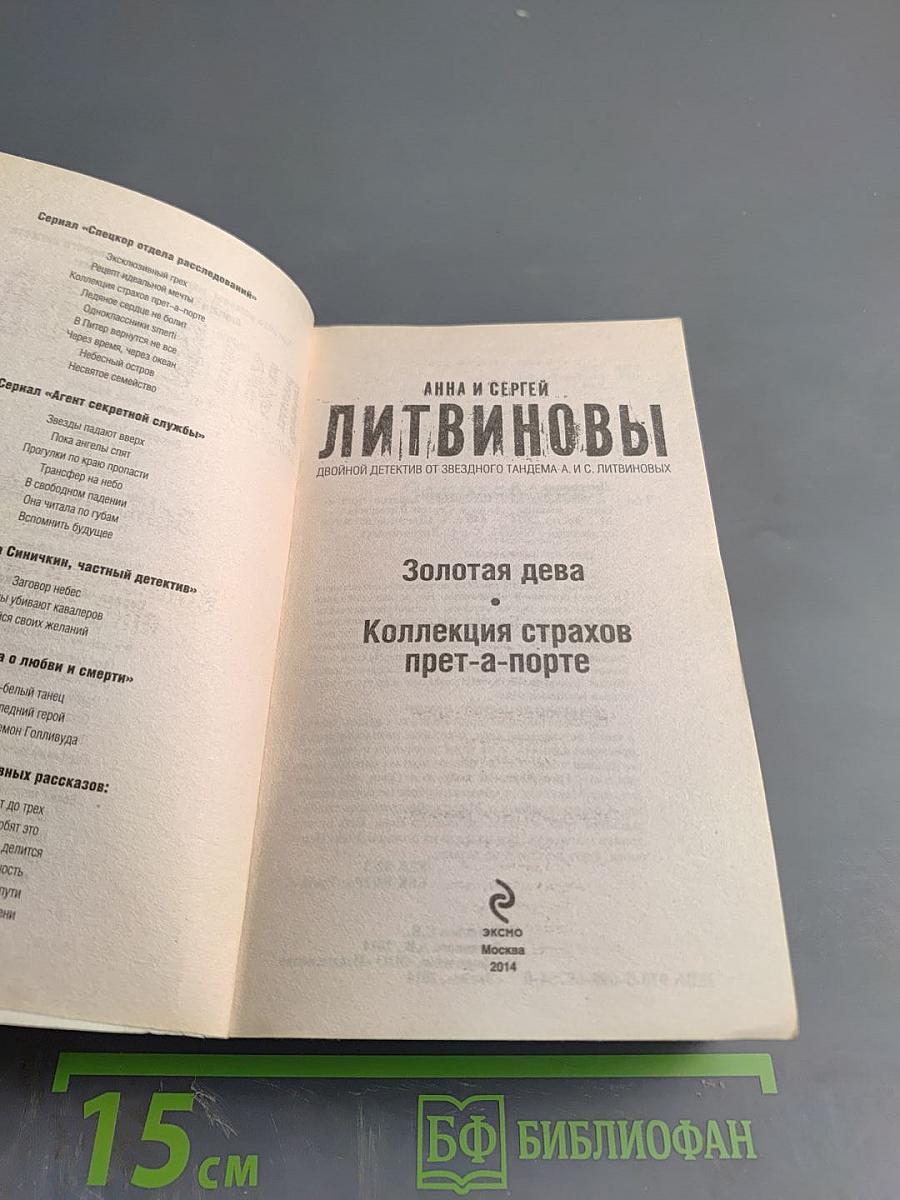 Сериал «Спецкор отдела расследований»
Эксклюзивный грех
Рецепт идеальной мечты
Коллекция страхов прет-а-порте
Ледяное сердце не болит
Одноклассники smerti
В Питер вернутся не все
Через время, через океан
Небесный остров
Несвятое семейство
Сериал «Агент секретной службы»
Звезды падают вверх
Пока ангелы спят
Прогулки по краю пропасти
Трансфер на небо
В свободном падении
Она читала по губам
Вспомнить будущее
Синичкин, частный детектив»
Заговор небес
убивают кавалеров
своих желаний
о любви и смерти»
-белый танец
герой
Голливуда
рассказов:
до трех
это
делится
АННА И СЕРГЕЙ
ЛИТВИНОВЫ
ДВОЙНОЙ ДЕТЕКТИВ ОТ ЗВЕЗДНОГО ТАНДЕМА А. И С. ЛИТВИНОВЫХ
Золотая дева
•
Коллекция страхов
прет-а-порте
ЭКСМО
Москва
2014
15 см
БФ БИБЛИОФАН